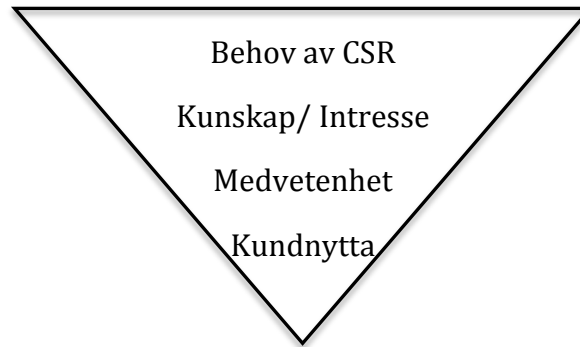 Behov av CSR
Kunskap/ Intresse
Medvetenhet
Kundnytta